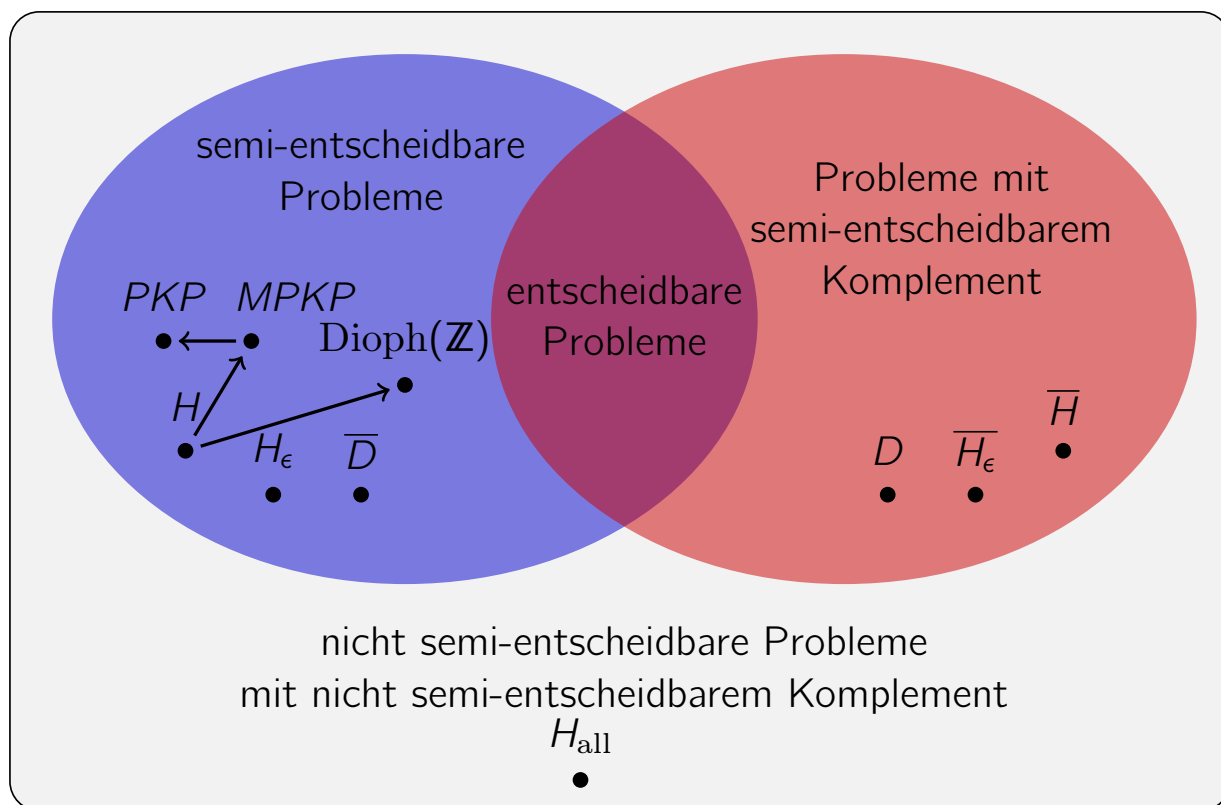 semi-entscheidbare
Probleme
Probleme mit
semi-entscheidbarem
Komplement
entscheidbare
Probleme
PKP
MPKP
Dioph(ℤ)
H
H_ϵ
D̅
D
H̅_ϵ
H̅
nicht semi-entscheidbare Probleme
mit nicht semi-entscheidbarem Komplement
H_all